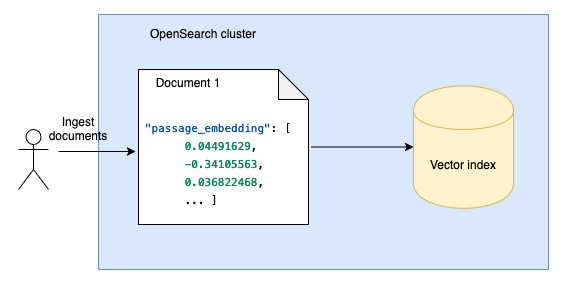 OpenSearch cluster
Document 1
Ingest
documents
"passage_embedding": [
0.04491629,
-0.34105563,
0.036822468,
... ]
Vector index